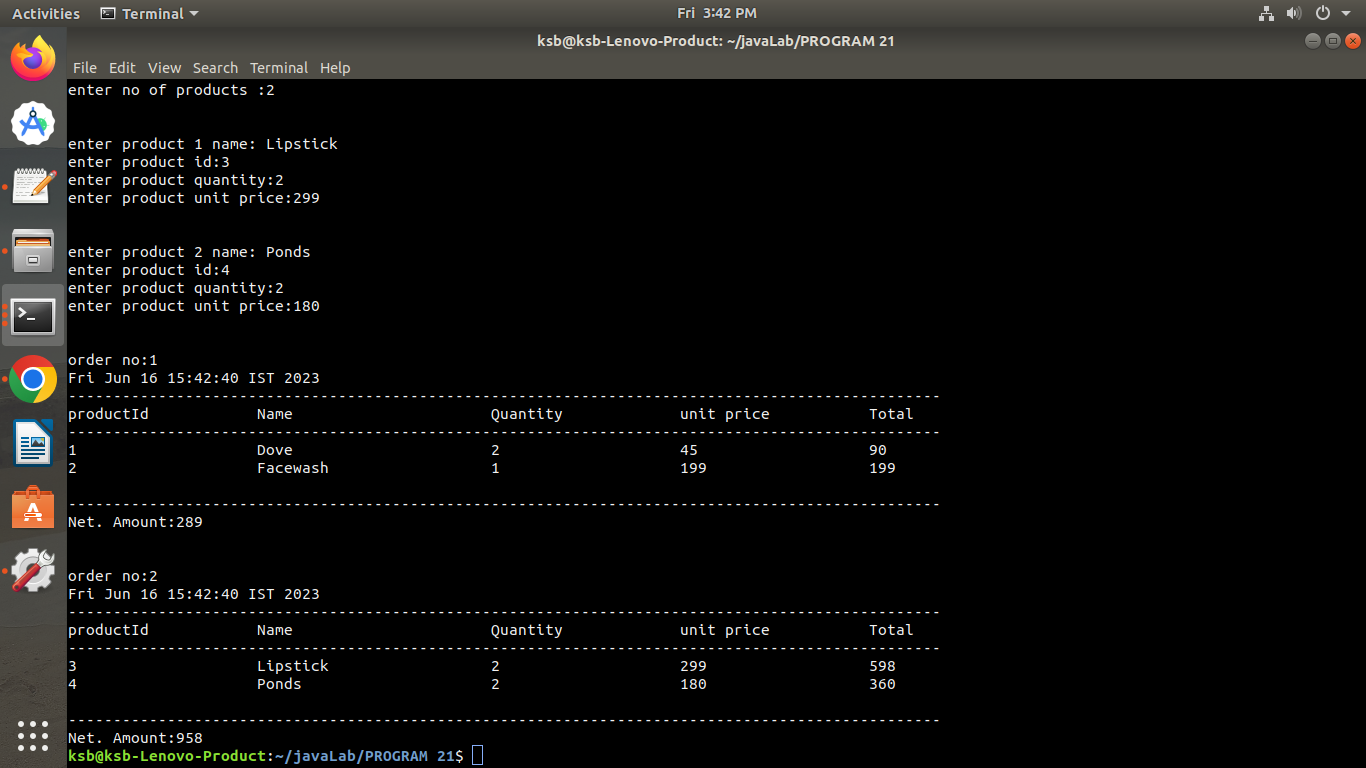 Activities Terminal Fri 3:42 PM
ksb@ksb-Lenovo-Product: ~/javaLab/PROGRAM 21
File Edit View Search Terminal Help
enter no of products :2
enter product 1 name: Lipstick
enter product id:3
enter product quantity:2
enter product unit price:299
enter product 2 name: Ponds
enter product id:4
enter product quantity:2
enter product unit price:180
order no:1
Fri Jun 16 15:42:40 IST 2023
-------------------------------------------------------------------------------------------------
productId Name Quantity unit price Total
-------------------------------------------------------------------------------------------------
1 Dove 2 45 90
2 Facewash 1 199 199
-------------------------------------------------------------------------------------------------
Net. Amount:289
order no:2
Fri Jun 16 15:42:40 IST 2023
-------------------------------------------------------------------------------------------------
productId Name Quantity unit price Total
-------------------------------------------------------------------------------------------------
3 Lipstick 2 299 598
4 Ponds 2 180 360
-------------------------------------------------------------------------------------------------
Net. Amount:958
ksb@ksb-Lenovo-Product:~/javaLab/PROGRAM 21$